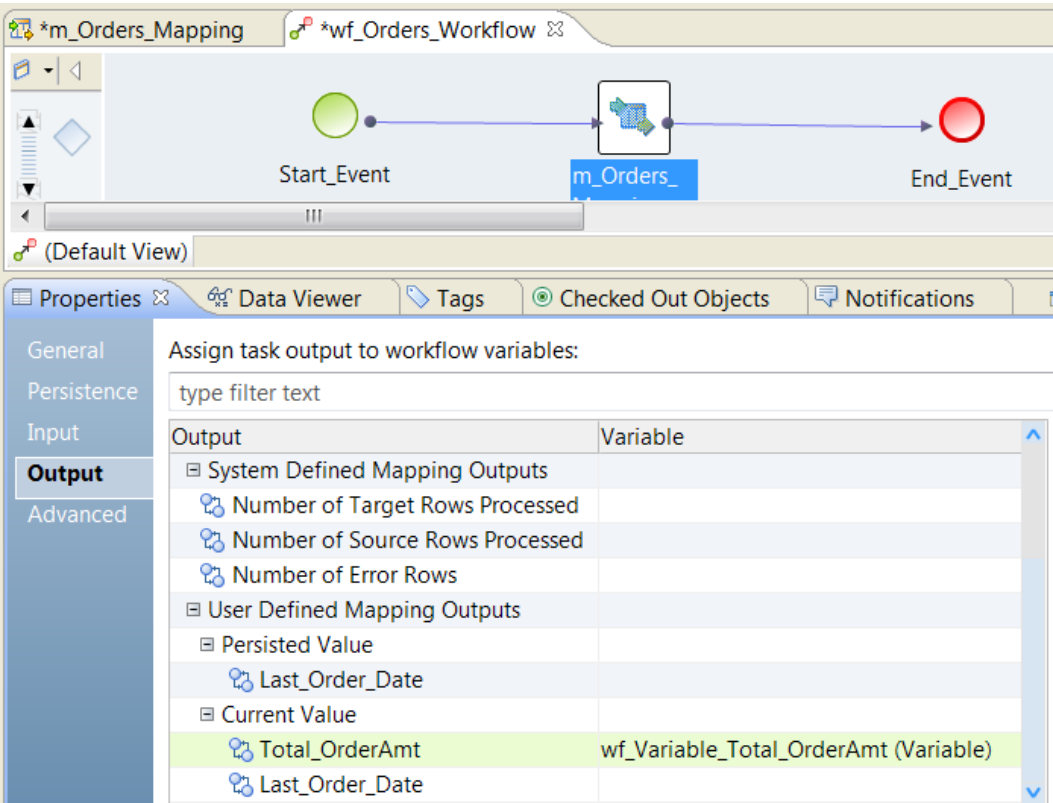 *m_Orders_Mapping
*wf_Orders_Workflow
Start_Event
m_Orders_
End_Event
(Default View)
Properties
Data Viewer
Tags
Checked Out Objects
Notifications
General
Persistence
Input
Output
Advanced
Assign task output to workflow variables:
type filter text
Output Variable
System Defined Mapping Outputs
Number of Target Rows Processed
Number of Source Rows Processed
Number of Error Rows
User Defined Mapping Outputs
Persisted Value
Last_Order_Date
Current Value
Total_OrderAmt wf_Variable_Total_OrderAmt (Variable)
Last_Order_Date